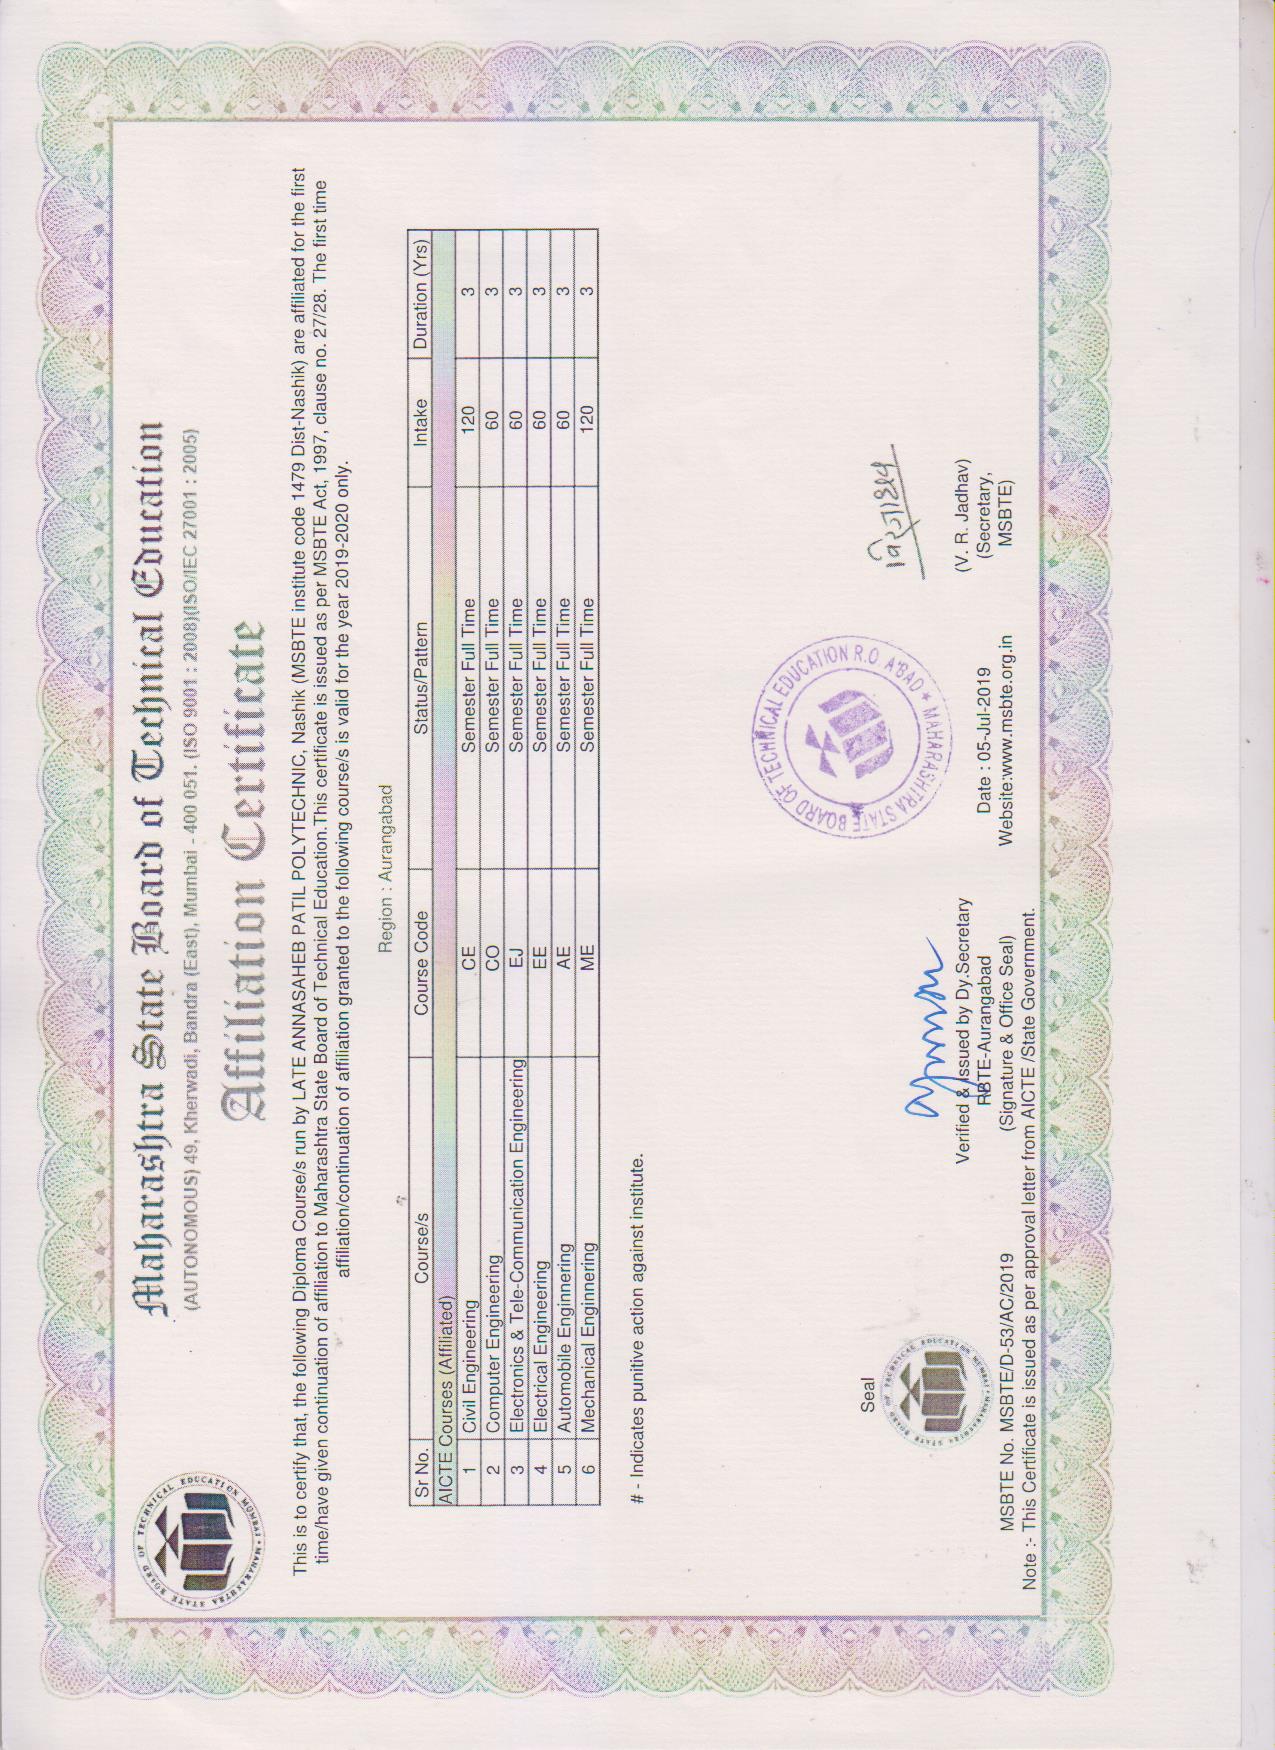 Maharashtra State Board of Technical Education
(AUTONOMOUS) 49, Kherwadi, Bandra (East), Mumbai - 400 051. (ISO 9001 : 2008)(ISO/IEC 27001 : 2005)
Affiliation Certificate
This is to certify that, the following Diploma Course/s run by LATE ANNASAHEB PATIL POLYTECHNIC, Nashik (MSBTE institute code 1479 Dist-Nashik) are affiliated for the first
time/have given continuation of affiliation to Maharashtra State Board of Technical Education.This certificate is issued as per MSBTE Act, 1997, clause no. 27/28. The first time
affiliation/continuation of affiliation granted to the following course/s is valid for the year 2019-2020 only.
Region : Aurangabad
Sr No. Course/s Course Code Status/Pattern Intake Duration (Yrs)
AICTE Courses (Affiliated)
1 Civil Engineering CE Semester Full Time 120 3
2 Computer Engineering CO Semester Full Time 60 3
3 Electronics & Tele-Communication Engineering EJ Semester Full Time 60 3
4 Electrical Engineering EE Semester Full Time 60 3
5 Automobile Enginnering AE Semester Full Time 60 3
6 Mechanical Enginnering ME Semester Full Time 120 3
# - Indicates punitive action against institute.
Seal
STATE BOARD OF TECHNICAL EDUCATION MUMBAI * MAHARASHTRA
MAHARASHTRA STATE BOARD OF TECHNICAL EDUCATION R.O. A'BAD
Verified & Issued by Dy.Secretary
RBTE-Aurangabad
(Signature & Office Seal)
Date : 05-Jul-2019
Website:www.msbte.org.in
(V. R. Jadhav)
(Secretary,
MSBTE)
MSBTE No. MSBTE/D-53/AC/2019
Note :- This Certificate is issued as per approval letter from AICTE /State Government.